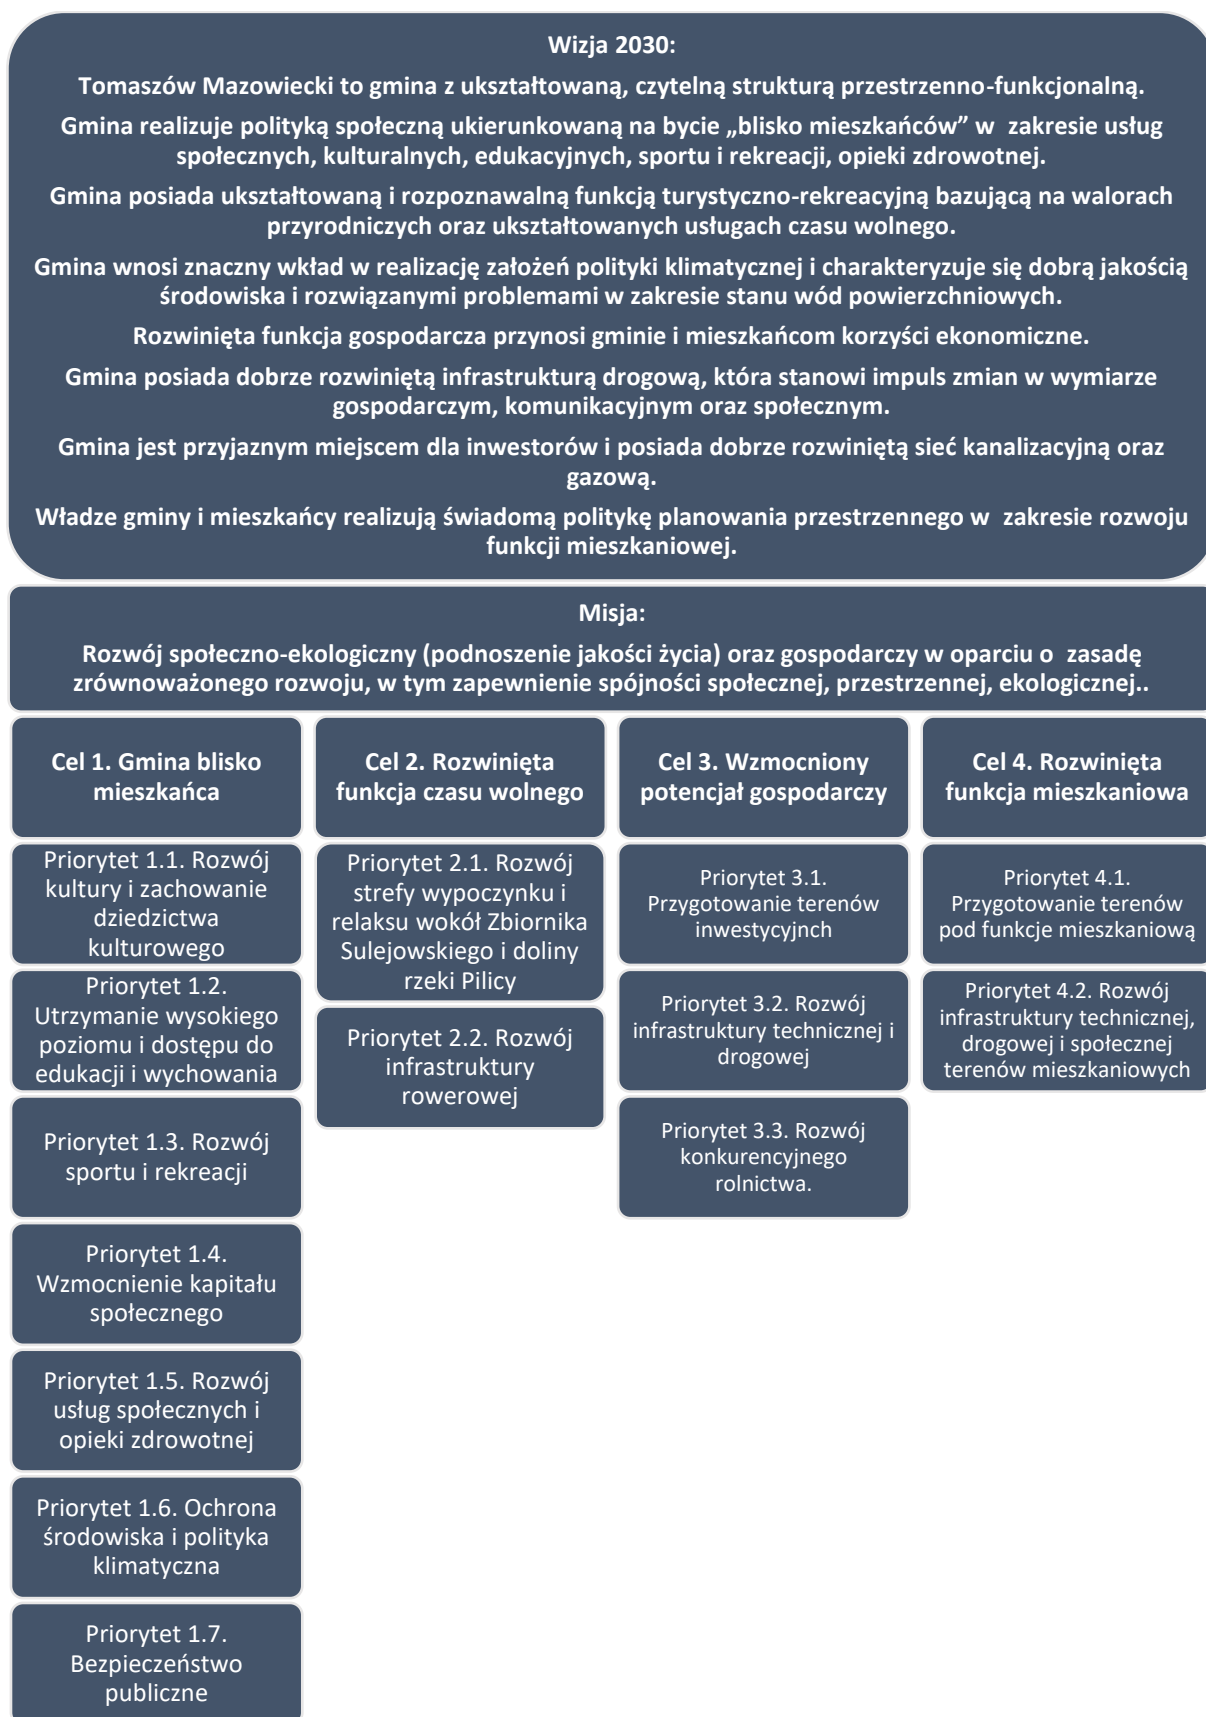 Wizja 2030:
Tomaszów Mazowiecki to gmina z ukształtowaną, czytelną strukturą przestrzenno-funkcjonalną.
Gmina realizuje polityką społeczną ukierunkowaną na bycie „blisko mieszkańców” w  zakresie usług
społecznych, kulturalnych, edukacyjnych, sportu i rekreacji, opieki zdrowotnej.
Gmina posiada ukształtowaną i rozpoznawalną funkcją turystyczno-rekreacyjną bazującą na walorach
przyrodniczych oraz ukształtowanych usługach czasu wolnego.
Gmina wnosi znaczny wkład w realizację założeń polityki klimatycznej i charakteryzuje się dobrą jakością
środowiska i rozwiązanymi problemami w zakresie stanu wód powierzchniowych.
Rozwinięta funkcja gospodarcza przynosi gminie i mieszkańcom korzyści ekonomiczne.
Gmina posiada dobrze rozwiniętą infrastrukturą drogową, która stanowi impuls zmian w wymiarze
gospodarczym, komunikacyjnym oraz społecznym.
Gmina jest przyjaznym miejscem dla inwestorów i posiada dobrze rozwiniętą sieć kanalizacyjną oraz
gazową.
Władze gminy i mieszkańcy realizują świadomą politykę planowania przestrzennego w  zakresie rozwoju
funkcji mieszkaniowej.
Misja:
Rozwój społeczno-ekologiczny (podnoszenie jakości życia) oraz gospodarczy w oparciu o  zasadę
zrównoważonego rozwoju, w tym zapewnienie spójności społecznej, przestrzennej, ekologicznej..
Cel 1. Gmina blisko
mieszkańca
Priorytet 1.1. Rozwój
kultury i zachowanie
dziedzictwa
kulturowego
Priorytet 1.2.
Utrzymanie wysokiego
poziomu i dostępu do
edukacji i wychowania
Priorytet 1.3. Rozwój
sportu i rekreacji
Priorytet 1.4.
Wzmocnienie kapitału
społecznego
Priorytet 1.5. Rozwój
usług społecznych i
opieki zdrowotnej
Priorytet 1.6. Ochrona
środowiska i polityka
klimatyczna
Priorytet 1.7.
Bezpieczeństwo
publiczne
Cel 2. Rozwinięta
funkcja czasu wolnego
Priorytet 2.1. Rozwój
strefy wypoczynku i
relaksu wokół Zbiornika
Sulejowskiego i doliny
rzeki Pilicy
Priorytet 2.2. Rozwój
infrastruktury
rowerowej
Cel 3. Wzmocniony
potencjał gospodarczy
Priorytet 3.1.
Przygotowanie terenów
inwestycyjnch
Priorytet 3.2. Rozwój
infrastruktury technicznej i
drogowej
Priorytet 3.3. Rozwój
konkurencyjnego
rolnictwa.
Cel 4. Rozwinięta
funkcja mieszkaniowa
Priorytet 4.1.
Przygotowanie terenów
pod funkcje mieszkaniową
Priorytet 4.2. Rozwój
infrastruktury technicznej,
drogowej i społecznej
terenów mieszkaniowych